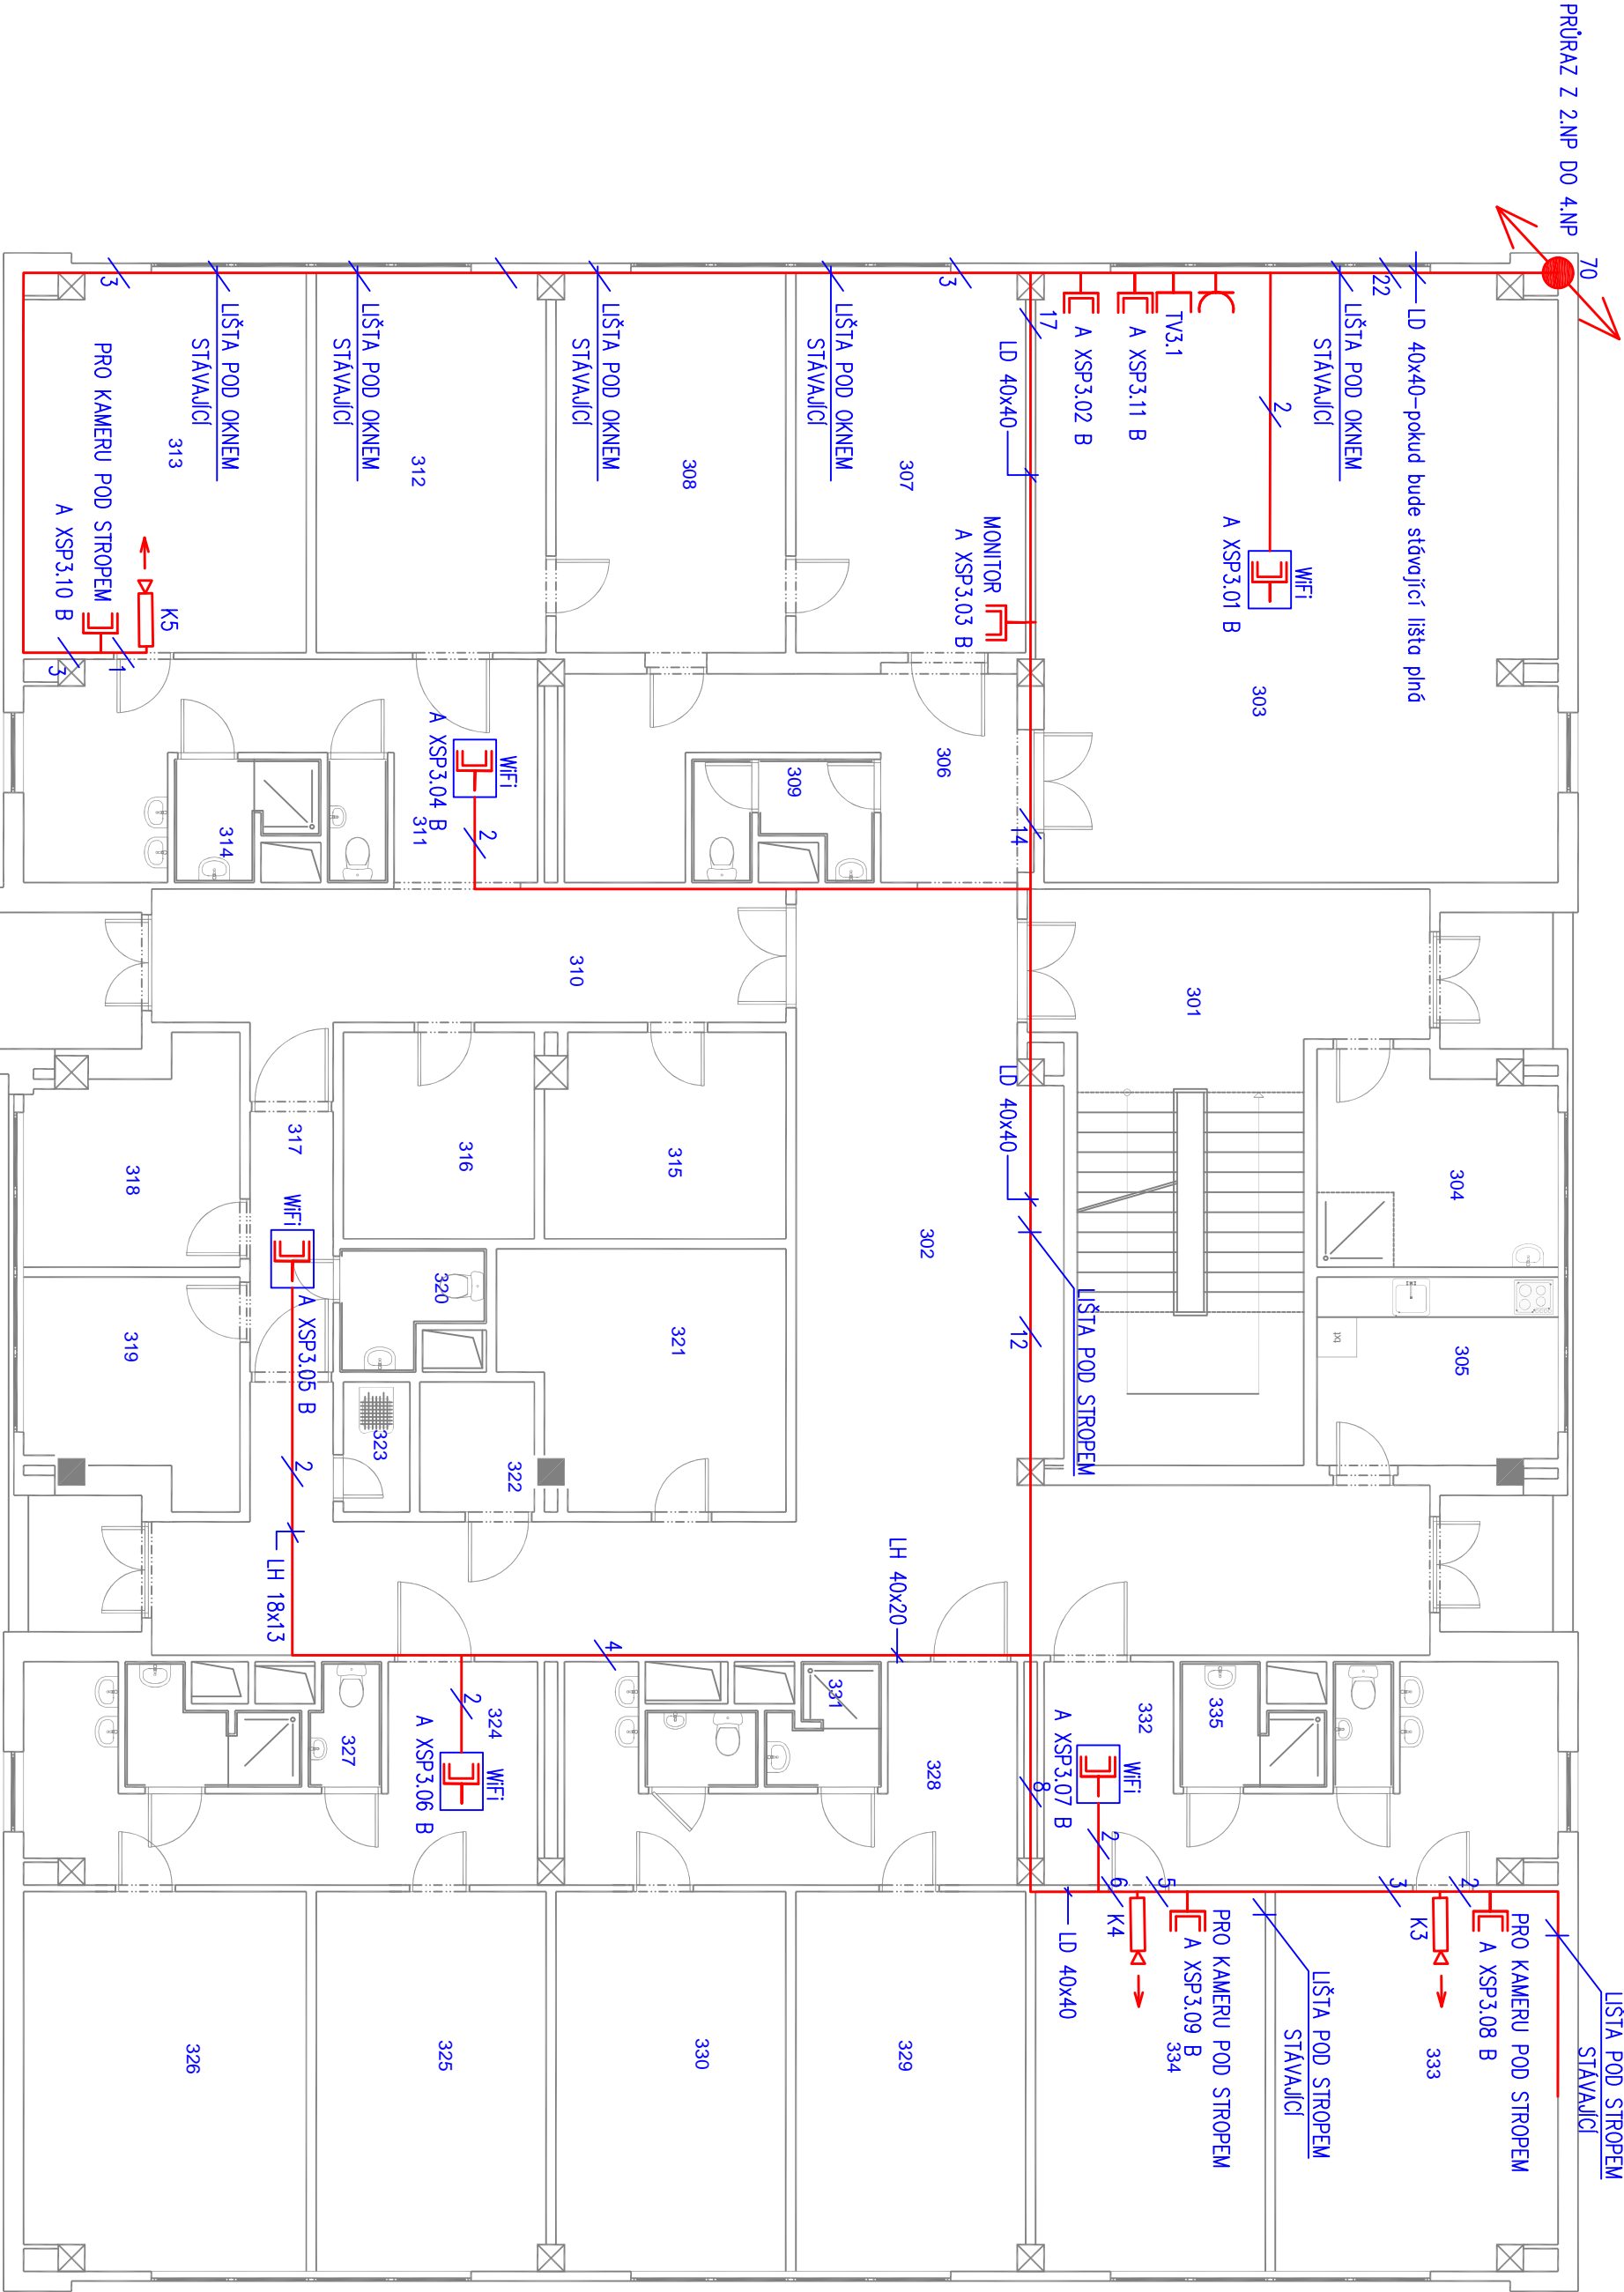 PRŮRAZ Z 2.NP DO 4.NP
70
LD 40x40-pokud bude stávající lišta plná
22
LIŠTA POD OKNEM
STÁVAJÍCÍ
2
WiFi
A XSP3.01 B
303
TV3.1
A XSP3.11 B
A XSP3.02 B
17
LD 40x40
MONITOR
A XSP3.03 B
3
LIŠTA POD OKNEM
STÁVAJÍCÍ
307
308
LIŠTA POD OKNEM
STÁVAJÍCÍ
312
LIŠTA POD OKNEM
STÁVAJÍCÍ
LIŠTA POD OKNEM
STÁVAJÍCÍ
313
3
PRO KAMERU POD STROPEM
A XSP3.10 B
K5
1
3
306
14
309
WiFi
A XSP3.04 B
2
311
314
301
310
304
305
LD 40x40
LIŠTA POD STROPEM
12
302
315
316
317
318
319
WiFi
A XSP3.05 B
2
LH 18x13
320
321
322
323
LH 40x20
4
2
324
WiFi
A XSP3.06 B
327
331
328
8
332
335
WiFi
A XSP3.07 B
2
6
5
3
2
K4
K3
PRO KAMERU POD STROPEM
A XSP3.09 B
334
LD 40x40
LIŠTA POD STROPEM
STÁVAJÍCÍ
PRO KAMERU POD STROPEM
A XSP3.08 B
333
LIŠTA POD STROPEM
STÁVAJÍCÍ
329
330
325
326